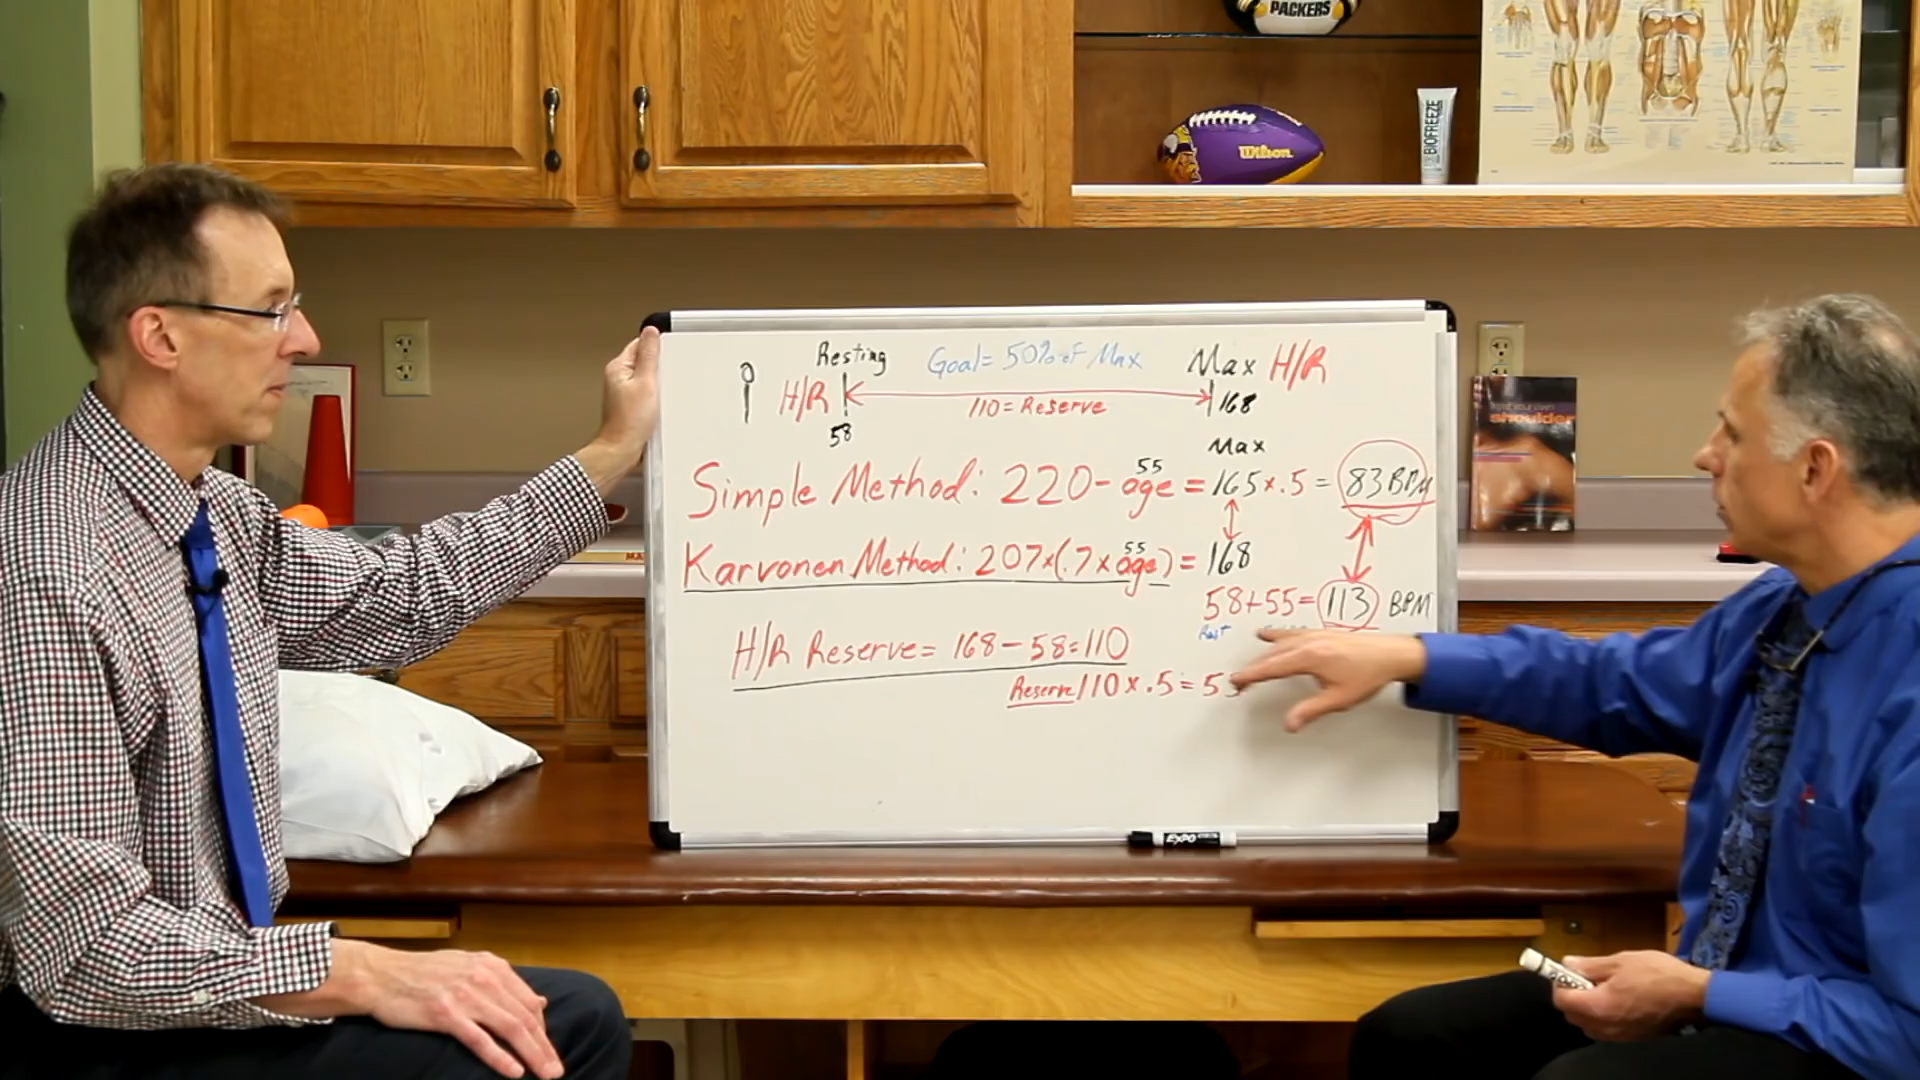 PACKERS
Wilson
BIOFREEZE
shoulder
Resting Goal= 50% of Max Max H/R
0 H/R 110 = Reserve 168
58
Max
55
Simple Method: 220 - age = 165 x .5 = 83 BPM
55
Karvonen Method: 207 x (.7 x age) = 168
58 + 55 = 113 BPM
Rest
H/R Reserve = 168 - 58 = 110
Reserve 110 x .5 = 55
EXPO